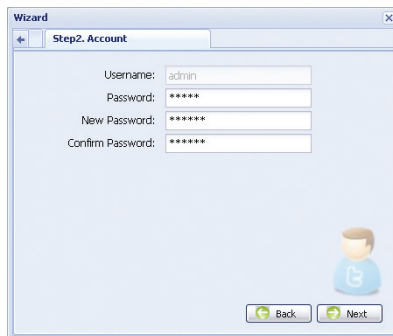 Wizard
Step2. Account
Username: admin
Password: *****
New Password: ******
Confirm Password: ******
Back Next